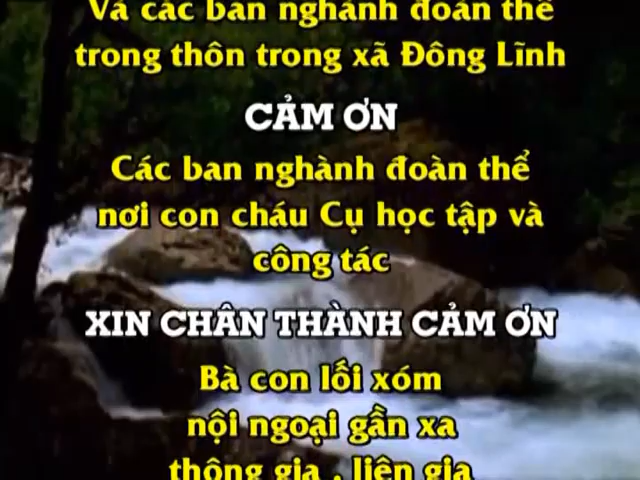 Và các ban nghành đoàn thể
trong thôn trong xã Đông Lĩnh
CẢM ƠN
Các ban nghành đoàn thể
nơi con cháu Cụ học tập và
công tác
XIN CHÂN THÀNH CẢM ƠN
Bà con lối xóm
nội ngoại gần xa
thông gia , liên gia